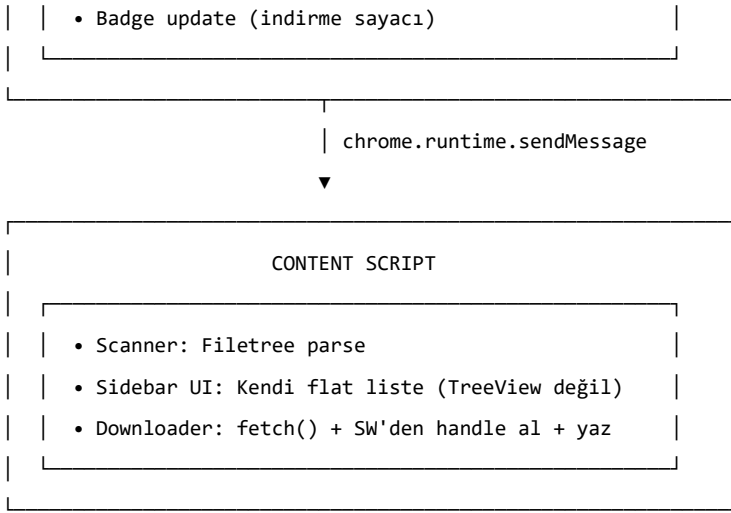 • Badge update (indirme sayacı)
chrome.runtime.sendMessage
▼
CONTENT SCRIPT
• Scanner: Filetree parse
• Sidebar UI: Kendi flat liste (TreeView değil)
• Downloader: fetch() + SW'den handle al + yaz